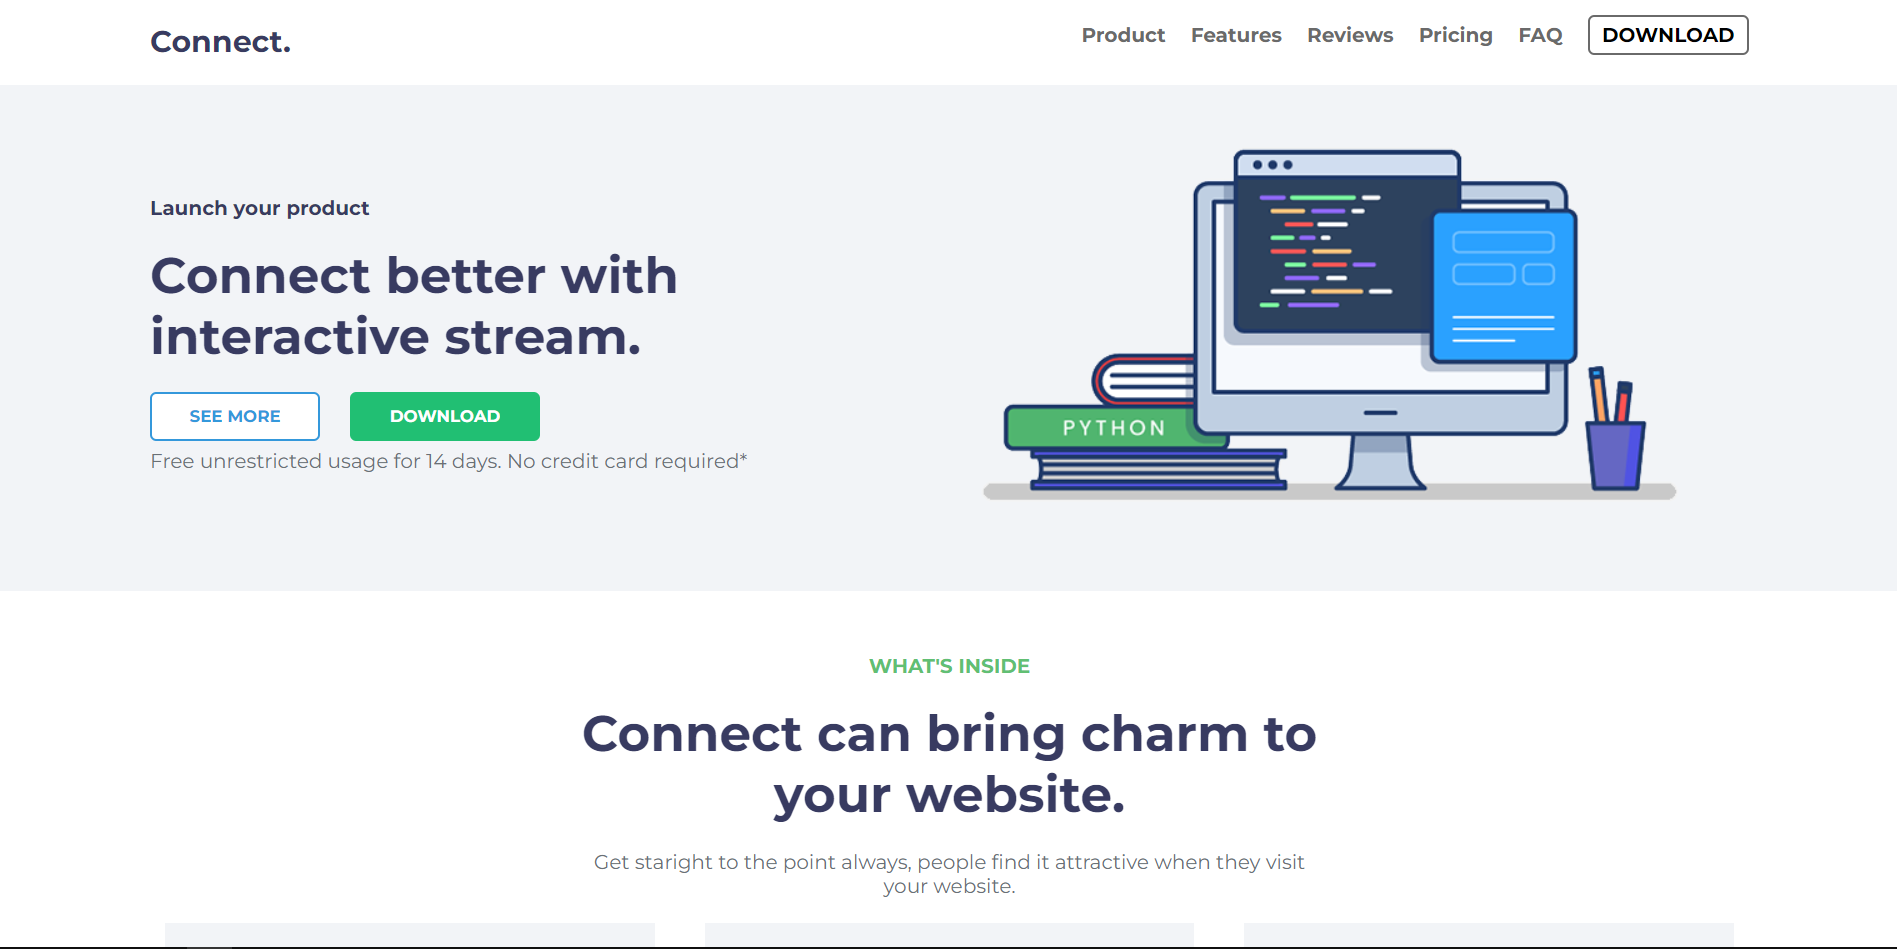 Connect.
Product Features Reviews Pricing FAQ DOWNLOAD
Launch your product
Connect better with
interactive stream.
SEE MORE DOWNLOAD
Free unrestricted usage for 14 days. No credit card required*
PYTHON
WHAT'S INSIDE
Connect can bring charm to
your website.
Get staright to the point always, people find it attractive when they visit
your website.